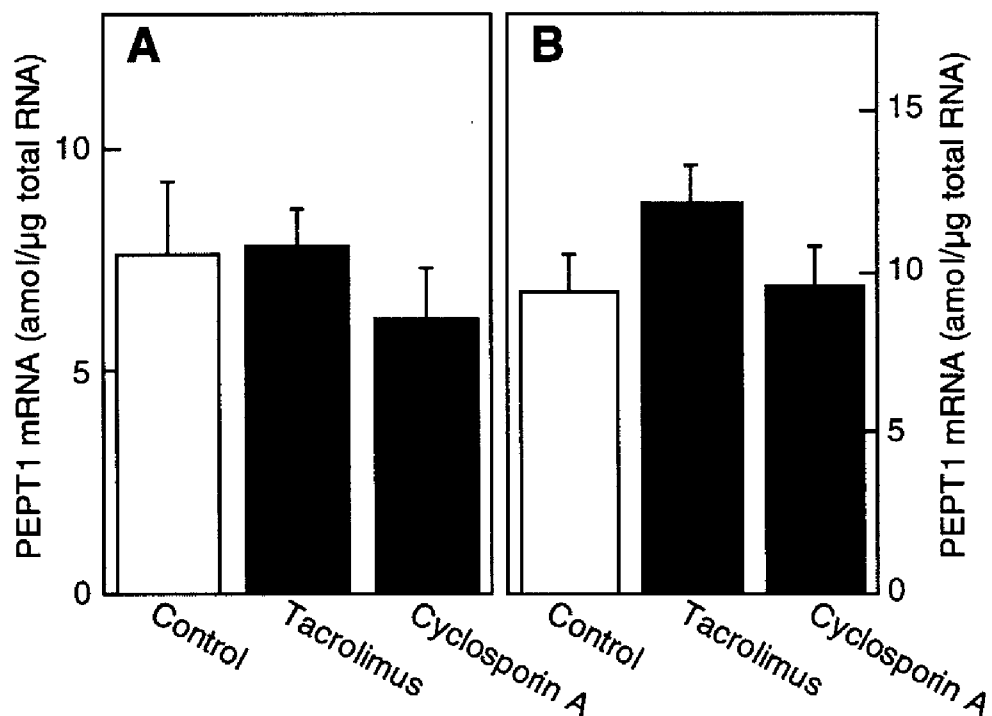 A
B
PEPT1 mRNA (amol/µg total RNA)
10
5
0
Control
Tacrolimus
Cyclosporin A
Control
Tacrolimus
Cyclosporin A
15
10
5
0
PEPT1 mRNA (amol/µg total RNA)